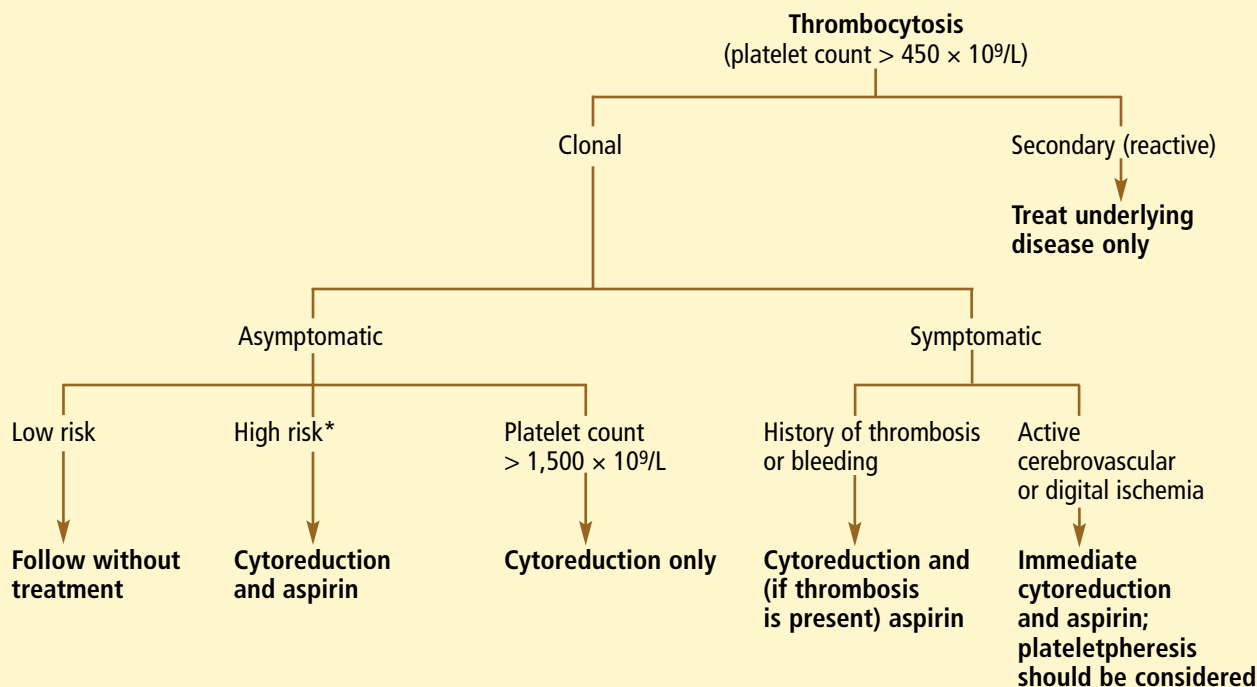 Thrombocytosis
(platelet count > 450 × 10⁹/L)
Clonal
Secondary (reactive)
Treat underlying
disease only
Asymptomatic
Symptomatic
Low risk
High risk*
Platelet count
> 1,500 × 10⁹/L
History of thrombosis
or bleeding
Active
cerebrovascular
or digital ischemia
Follow without
treatment
Cytoreduction
and aspirin
Cytoreduction only
Cytoreduction and
(if thrombosis
is present) aspirin
Immediate
cytoreduction
and aspirin;
plateletpheresis
should be considered